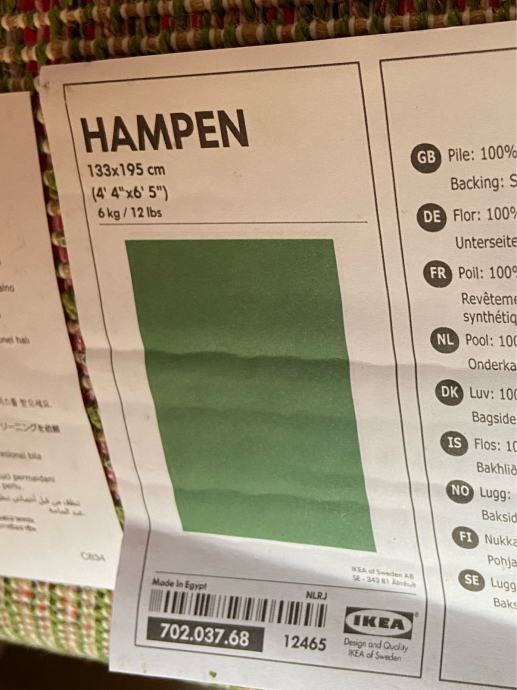 HAMPEN
133x195 cm
(4' 4"x6' 5")
6 kg / 12 lbs
IKEA of Sweden AB
SE - 343 81 Älmhult
Made in Egypt
NLRJ
702.037.68
12465
IKEA
Design and Quality
IKEA of Sweden
GB Pile: 100%
Backing: S
DE Flor: 100%
Unterseite
FR Poil: 100%
Revêteme
synthétiq
NL Pool: 100
Onderka
DK Luv: 100
Bagside
IS Flos: 10
Bakhlið
NO Lugg:
Baksid
FI Nukka
Pohja
SE Lugg
Baks
C834